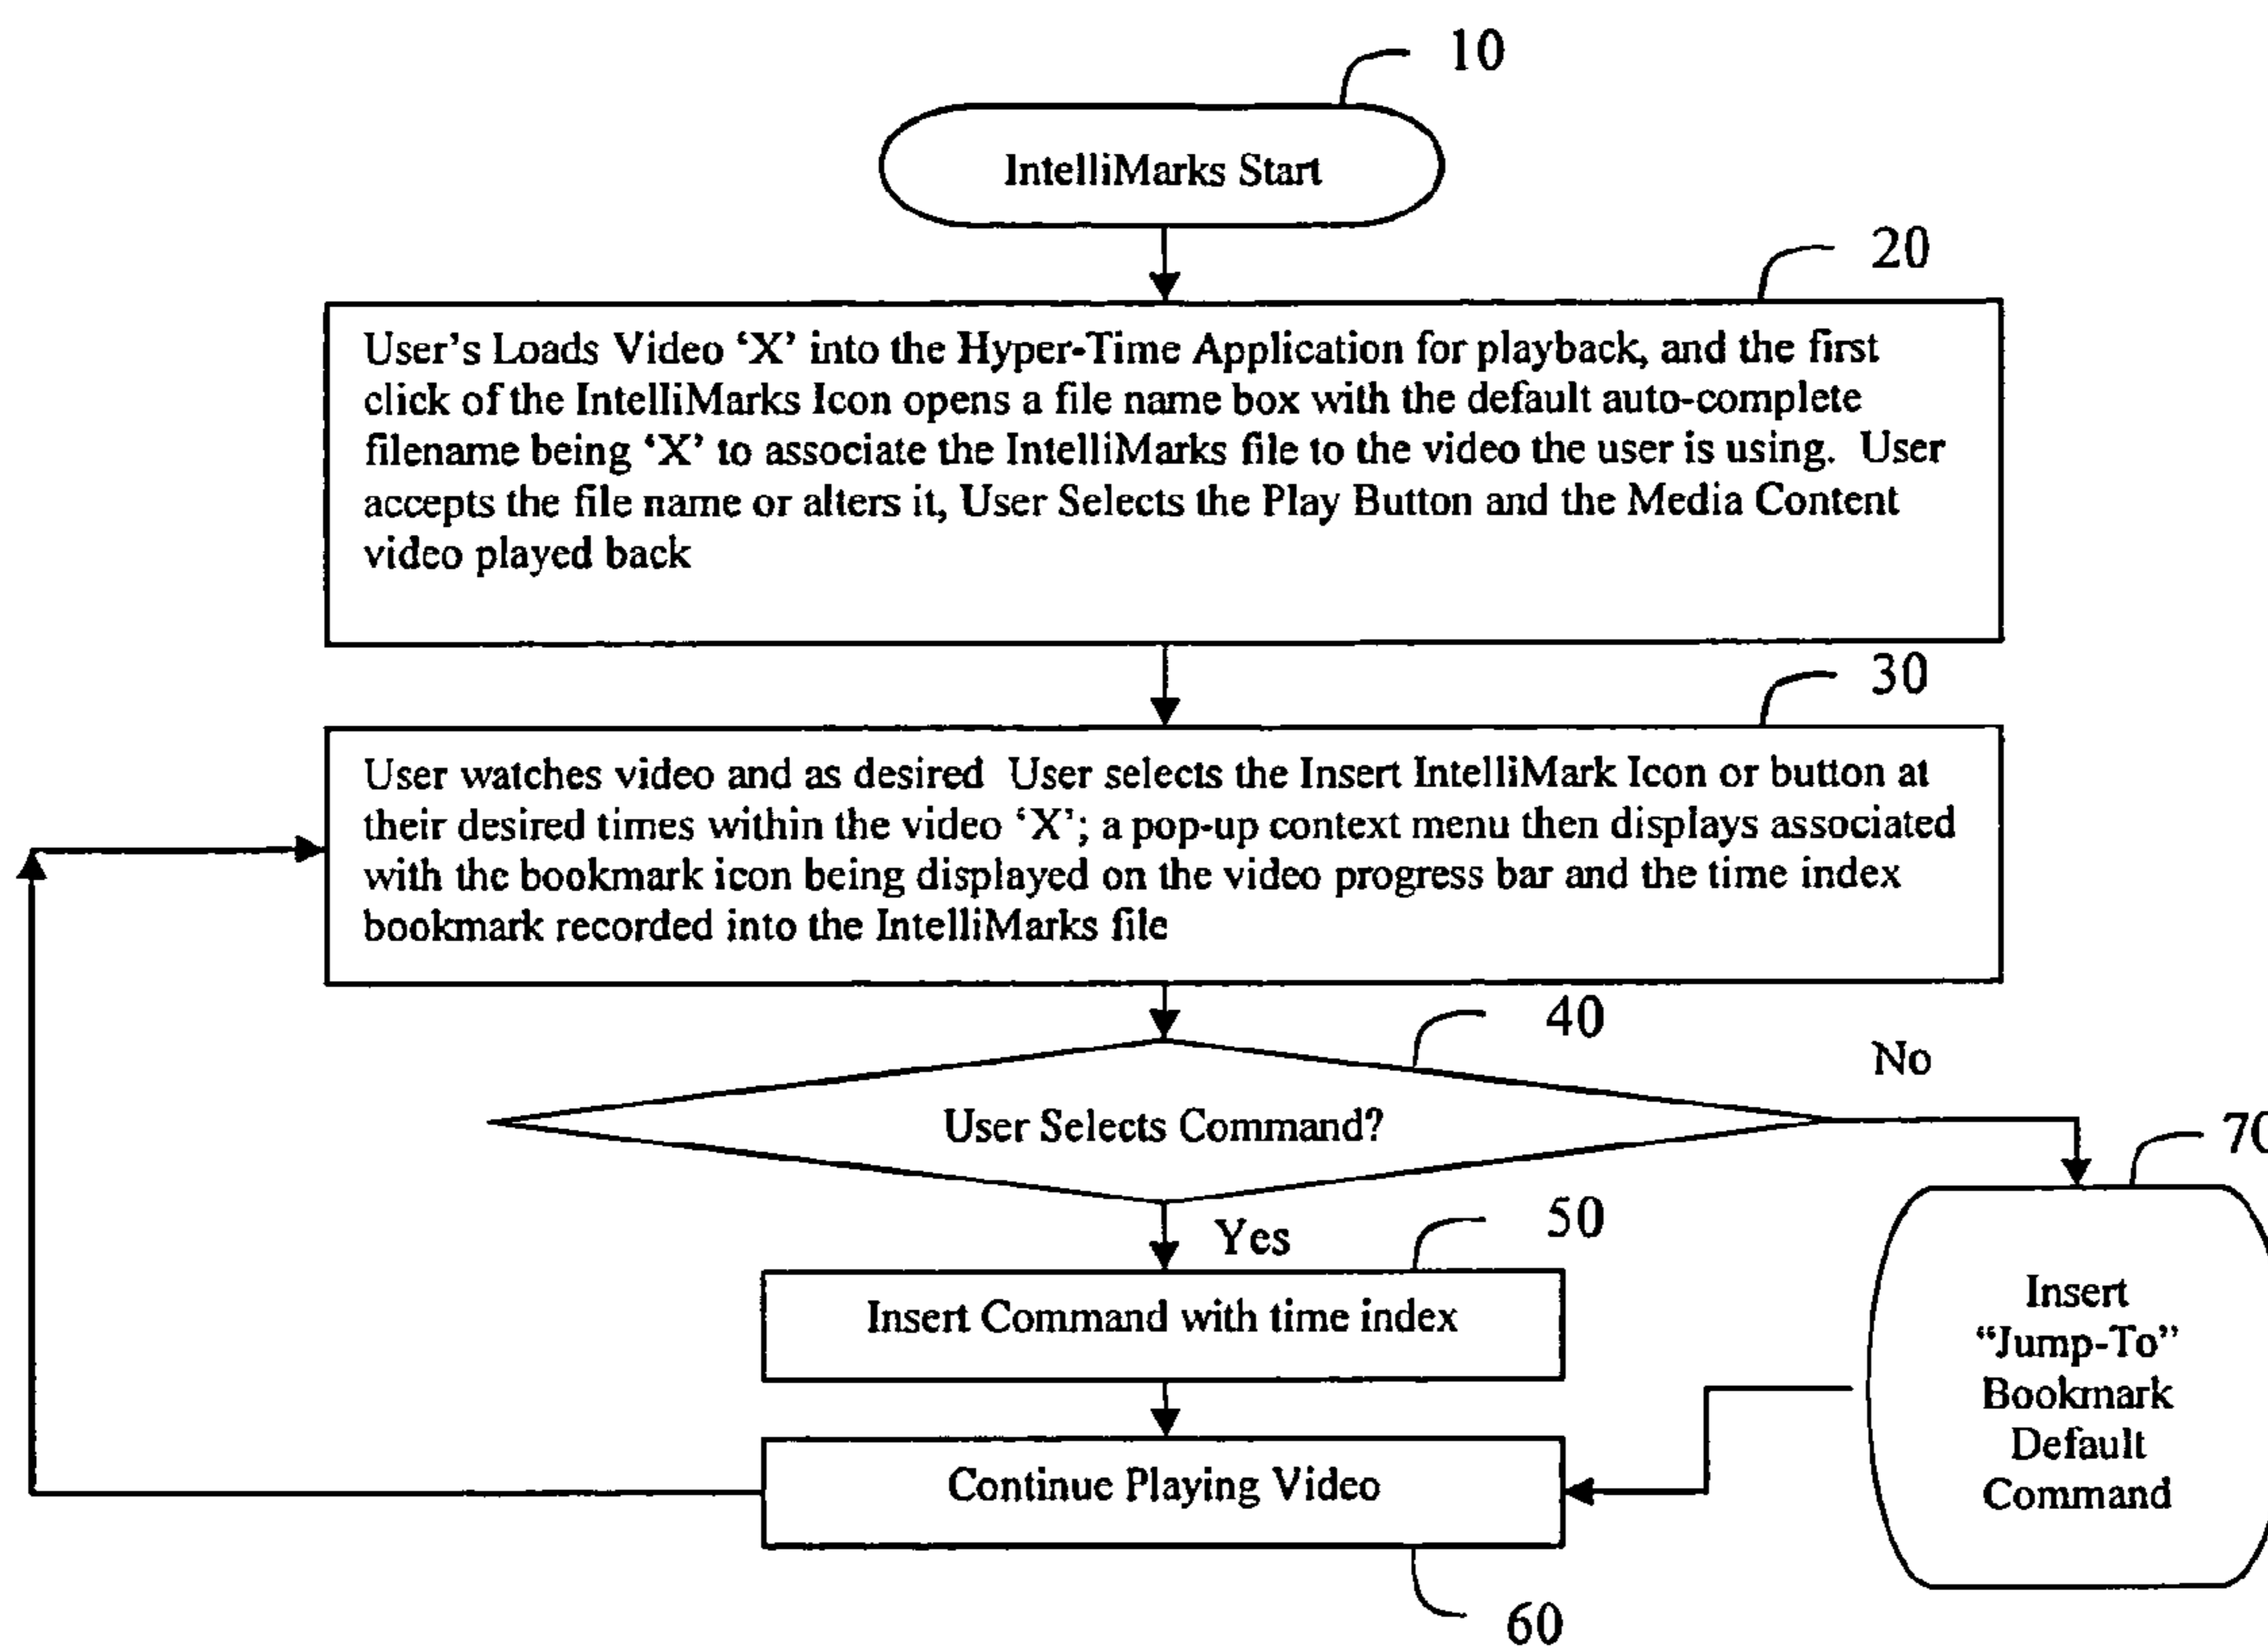 10
IntelliMarks Start
20
User's Loads Video ‘X’ into the Hyper-Time Application for playback, and the first
click of the IntelliMarks Icon opens a file name box with the default auto-complete
filename being ‘X’ to associate the IntelliMarks file to the video the user is using. User
accepts the file name or alters it, User Selects the Play Button and the Media Content
video played back
30
User watches video and as desired User selects the Insert IntelliMark Icon or button at
their desired times within the video ‘X’; a pop-up context menu then displays associated
with the bookmark icon being displayed on the video progress bar and the time index
bookmark recorded into the IntelliMarks file
40
No
User Selects Command?
70
Yes
50
Insert Command with time index
Insert
“Jump-To”
Bookmark
Default
Command
Continue Playing Video
60